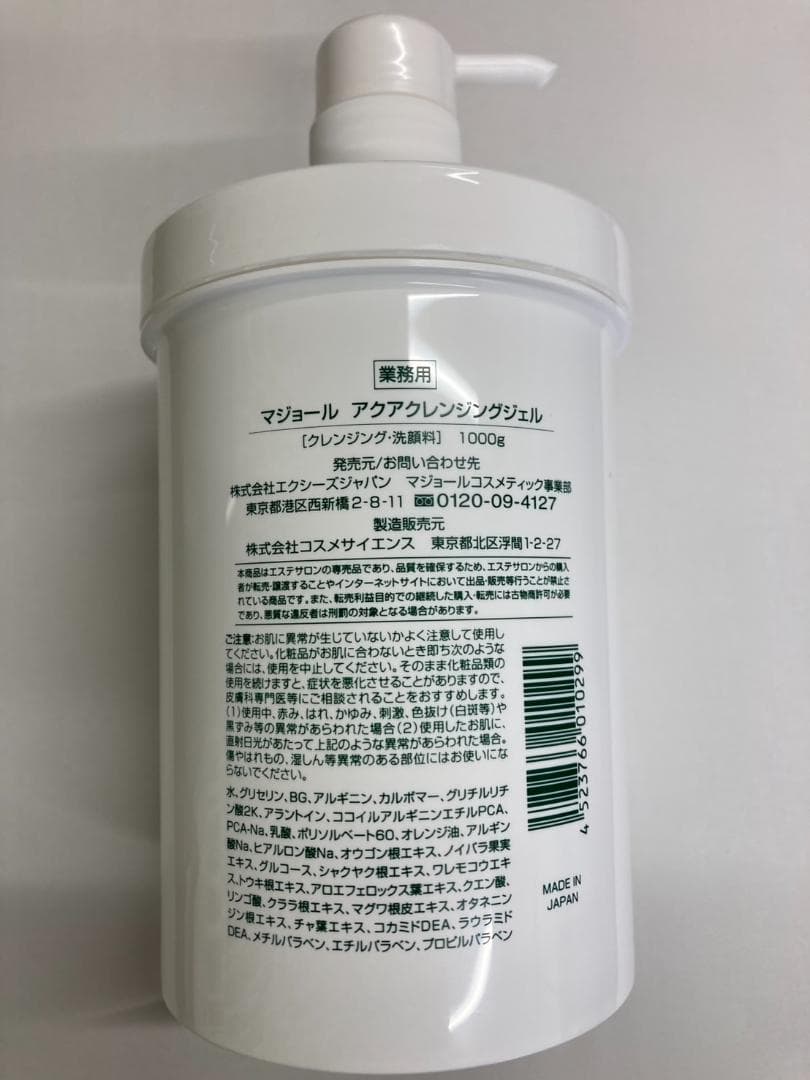 業務用
マジョール アクアクレンジングジェル
[クレンジング・洗顔料] 1000g
発売元/お問い合わせ先
株式会社エクシーズジャパン マジョールコスメティック事業部
東京都港区西新橋2-8-11 0120-09-4127
製造販売元
株式会社コスメサイエンス 東京都北区浮間1-2-27
本商品はエステサロンの専売品であり、品質を確保するため、エステサロンからの購入
者が転売・譲渡することやインターネットサイトにおいて出品・販売等行うことが禁止さ
れている商品です。また、転売利益目的での継続した購入・転売には古物商許可が必要
であり、悪質な違反者は刑罰の対象となる場合があります。
ご注意:お肌に異常が生じていないかよく注意して使用し
てください。化粧品がお肌に合わないとき即ち次のような
場合には、使用を中止してください。そのまま化粧品類の
使用を続けますと、症状を悪化させることがありますので、
皮膚科専門医等にご相談されることをおすすめします。
(1)使用中、赤み、はれ、かゆみ、刺激、色抜け(白斑等)や
黒ずみ等の異常があらわれた場合(2)使用したお肌に、
直射日光があたって上記のような異常があらわれた場合。
傷やはれもの、湿しん等異常のある部位にはお使いにな
らないでください。
水、グリセリン、BG、アルギニン、カルボマー、グリチルリチ
ン酸2K、アラントイン、ココイルアルギニンエチルPCA、
PCA-Na、乳酸、ポリソルベート60、オレンジ油、アルギン
酸Na、ヒアルロン酸Na、オウゴン根エキス、ノイバラ果実
エキス、グルコース、シャクヤク根エキス、ワレモコウエキ
ス、トウキ根エキス、アロエフェロックス葉エキス、クエン酸、
リンゴ酸、クララ根エキス、マグワ根皮エキス、オタネニン
ジン根エキス、チャ葉エキス、コカミドDEA、ラウラミド
DEA、メチルパラベン、エチルパラベン、プロピルパラベン
4523766010299
MADE IN
JAPAN